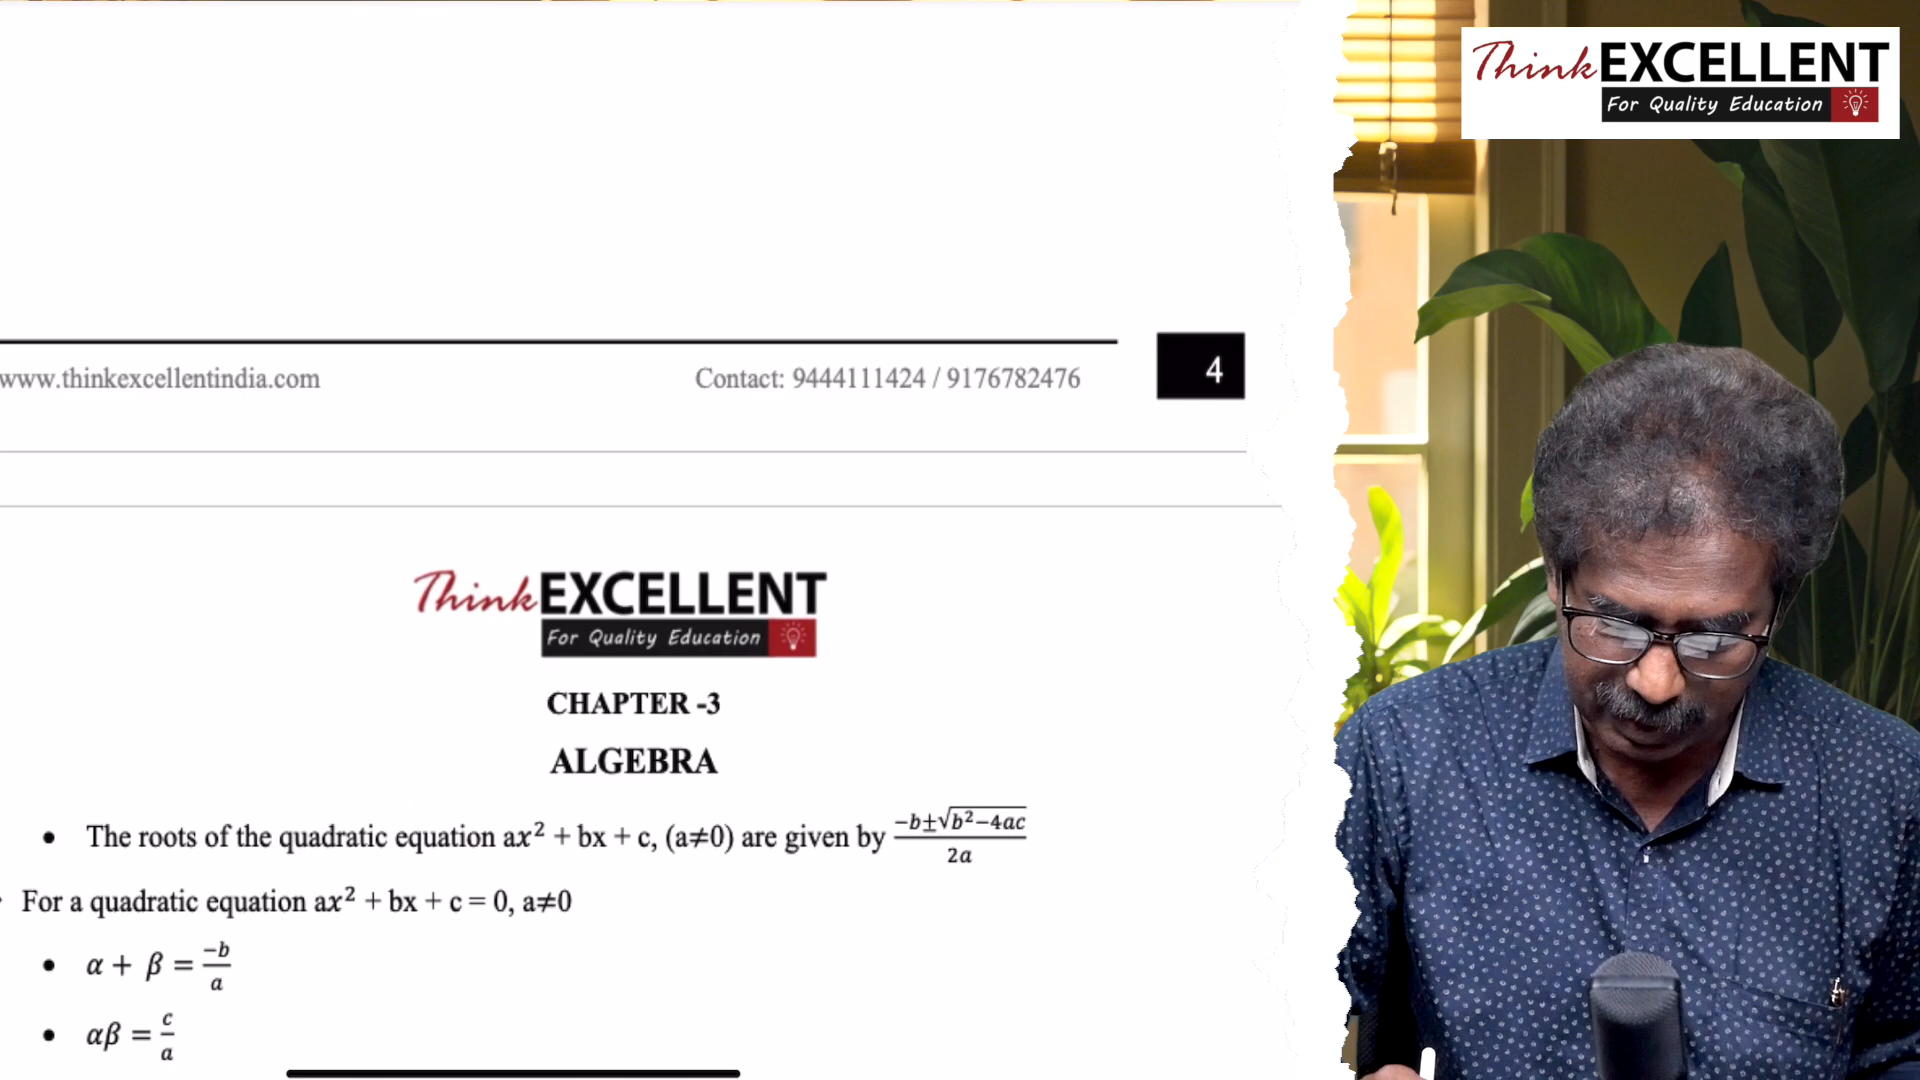 Think EXCELLENT
For Quality Education
www.thinkexcellentindia.com Contact: 9444111424 / 9176782476 4
Think EXCELLENT
For Quality Education
CHAPTER -3
ALGEBRA
• The roots of the quadratic equation ax² + bx + c, (a≠0) are given by (-b±√(b²-4ac))/(2a)
For a quadratic equation ax² + bx + c = 0, a≠0
• α + β = -b/a
• αβ = c/a